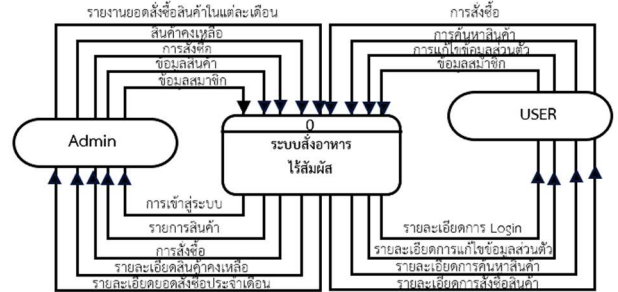 รายงานยอดสั่งซื้อสินค้าในแต่ละเดือน
สินค้าคงเหลือ
การสั่งซื้อ
ข้อมูลสินค้า
ข้อมูลสมาชิก
การสั่งซื้อ
การค้นหาสินค้า
การแก้ไขข้อมูลส่วนตัว
ข้อมูลสมาชิก
Admin
0
ระบบสั่งอาหาร
ไร้สัมผัส
USER
การเข้าสู่ระบบ
รายการสินค้า
การสั่งซื้อ
รายละเอียดสินค้าคงเหลือ
รายละเอียดยอดสั่งซื้อประจำเดือน
รายละเอียดการ Login
รายละเอียดการแก้ไขข้อมูลส่วนตัว
รายละเอียดการค้นหาสินค้า
รายละเอียดการสั่งซื้อสินค้า